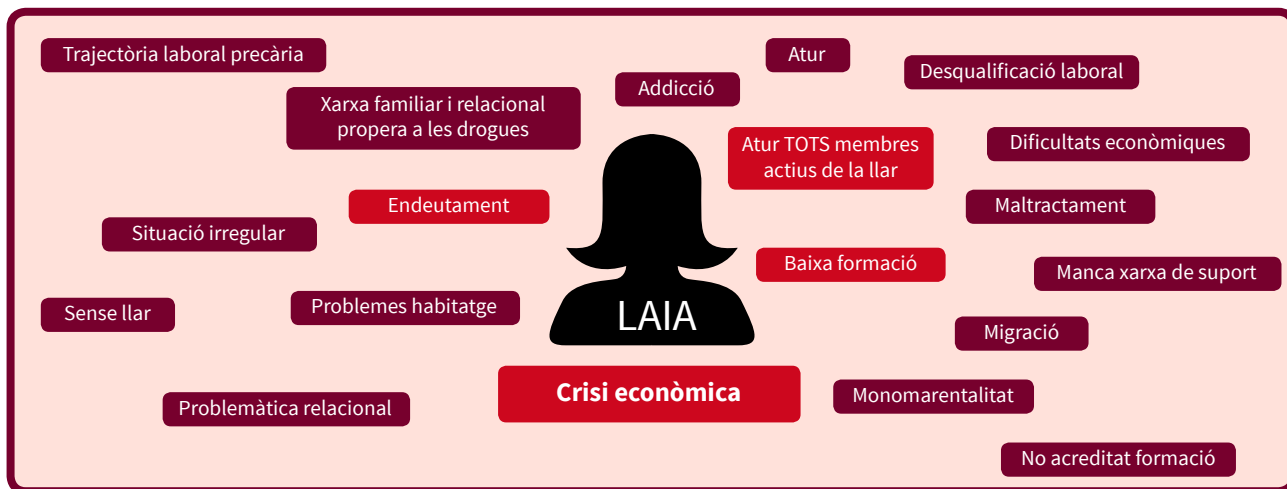 Trajectòria laboral precària
Atur
Desqualificació laboral
Addicció
Xarxa familiar i relacional
propera a les drogues
Atur TOTS membres
actius de la llar
Dificultats econòmiques
Endeutament
Maltractament
Situació irregular
Baixa formació
Manca xarxa de suport
Sense llar
Problemes habitatge
LAIA
Migració
Crisi econòmica
Monomarentalitat
Problemàtica relacional
No acreditat formació